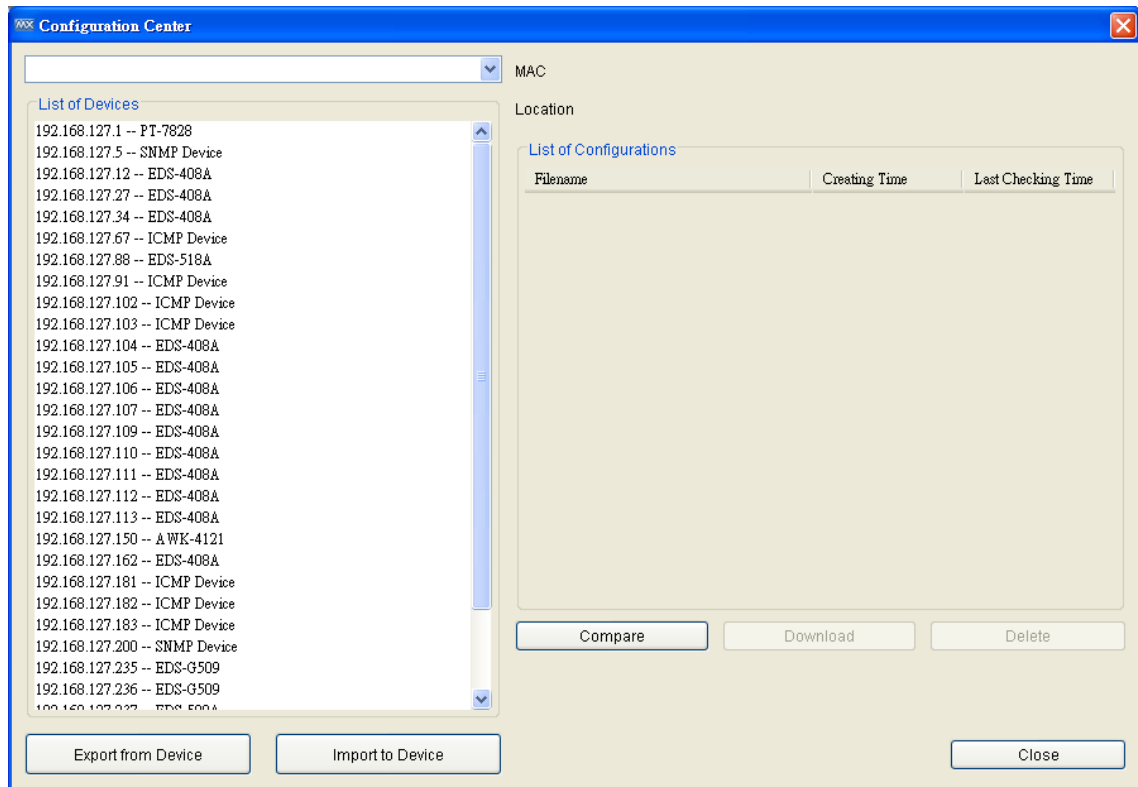 MX Configuration Center
MAC
List of Devices
Location
192.168.127.1 -- PT-7828
192.168.127.5 -- SNMP Device
192.168.127.12 -- EDS-408A
192.168.127.27 -- EDS-408A
192.168.127.34 -- EDS-408A
192.168.127.67 -- ICMP Device
192.168.127.88 -- EDS-518A
192.168.127.91 -- ICMP Device
192.168.127.102 -- ICMP Device
192.168.127.103 -- ICMP Device
192.168.127.104 -- EDS-408A
192.168.127.105 -- EDS-408A
192.168.127.106 -- EDS-408A
192.168.127.107 -- EDS-408A
192.168.127.109 -- EDS-408A
192.168.127.110 -- EDS-408A
192.168.127.111 -- EDS-408A
192.168.127.112 -- EDS-408A
192.168.127.113 -- EDS-408A
192.168.127.150 -- AWK-4121
192.168.127.162 -- EDS-408A
192.168.127.181 -- ICMP Device
192.168.127.182 -- ICMP Device
192.168.127.183 -- ICMP Device
192.168.127.200 -- SNMP Device
192.168.127.235 -- EDS-G509
192.168.127.236 -- EDS-G509
List of Configurations
Filename Creating Time Last Checking Time
Compare Download Delete
Export from Device Import to Device Close